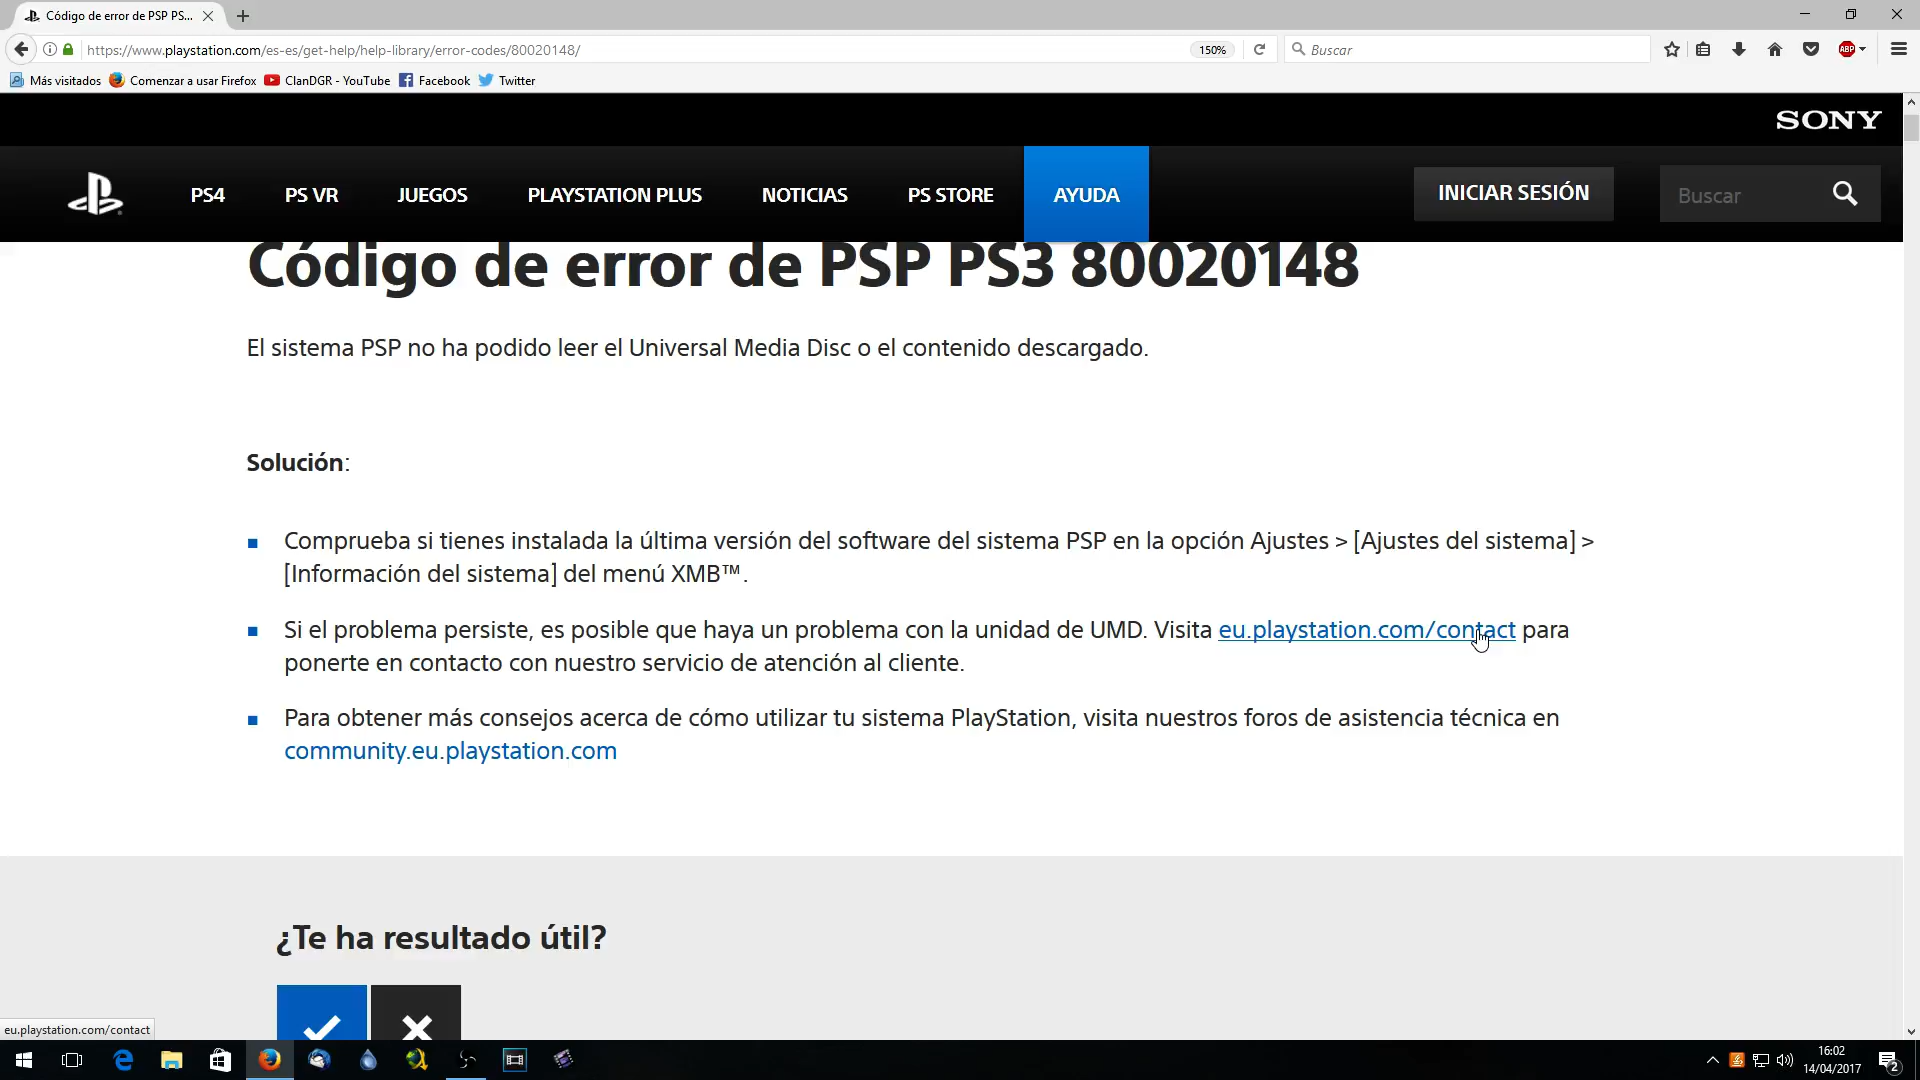 Código de error de PSP PS...
https://www.playstation.com/es-es/get-help/help-library/error-codes/80020148/
150%
Buscar
ABP
Más visitados
Comenzar a usar Firefox
ClanDGR - YouTube
Facebook
Twitter
SONY
PS4
PS VR
JUEGOS
PLAYSTATION PLUS
NOTICIAS
PS STORE
AYUDA
INICIAR SESIÓN
Buscar
Código de error de PSP PS3 80020148
El sistema PSP no ha podido leer el Universal Media Disc o el contenido descargado.
Solución:
Comprueba si tienes instalada la última versión del software del sistema PSP en la opción Ajustes > [Ajustes del sistema] >
[Información del sistema] del menú XMB™.
Si el problema persiste, es posible que haya un problema con la unidad de UMD. Visita eu.playstation.com/contact para
ponerte en contacto con nuestro servicio de atención al cliente.
Para obtener más consejos acerca de cómo utilizar tu sistema PlayStation, visita nuestros foros de asistencia técnica en
community.eu.playstation.com
¿Te ha resultado útil?
eu.playstation.com/contact
16:02
14/04/2017
2